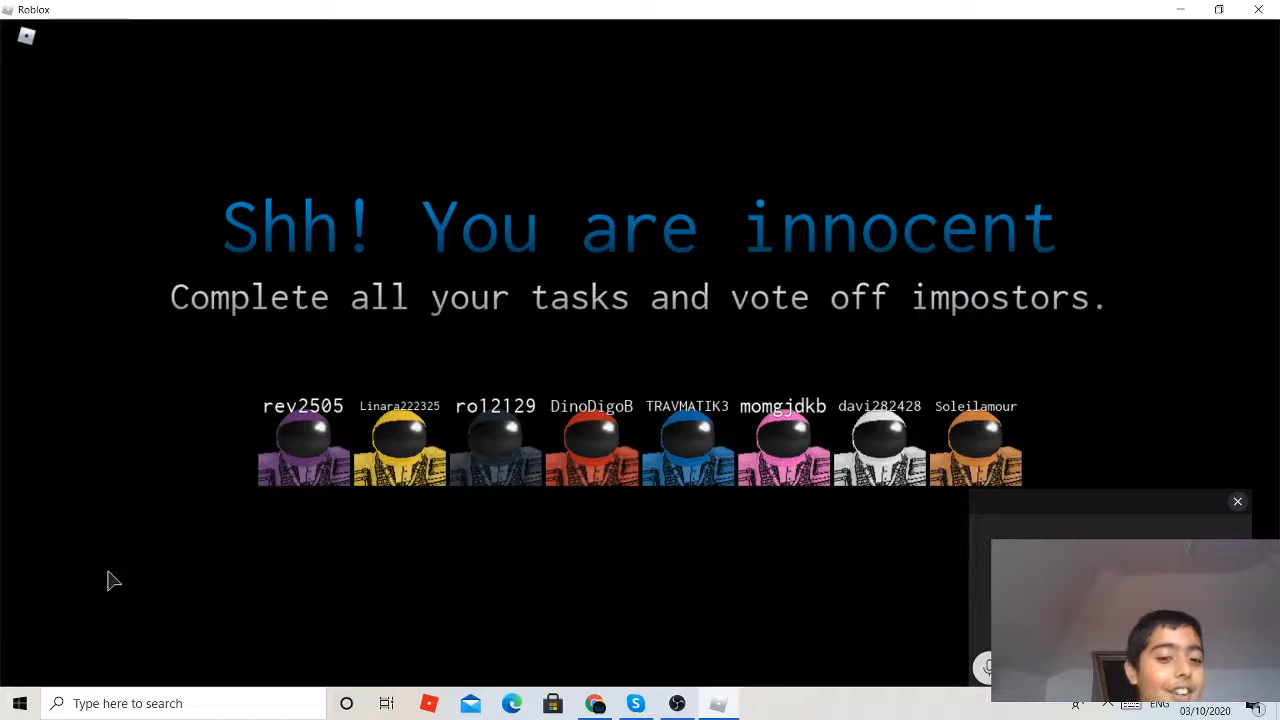 Roblox
Shh! You are innocent
Complete all your tasks and vote off impostors.
rev2505 Linara222325 ro12129 DinoDigoB TRAVMATIK3 momgjdkb davi282428 Soleilamour
Type here to search
ENG
03/10/2020